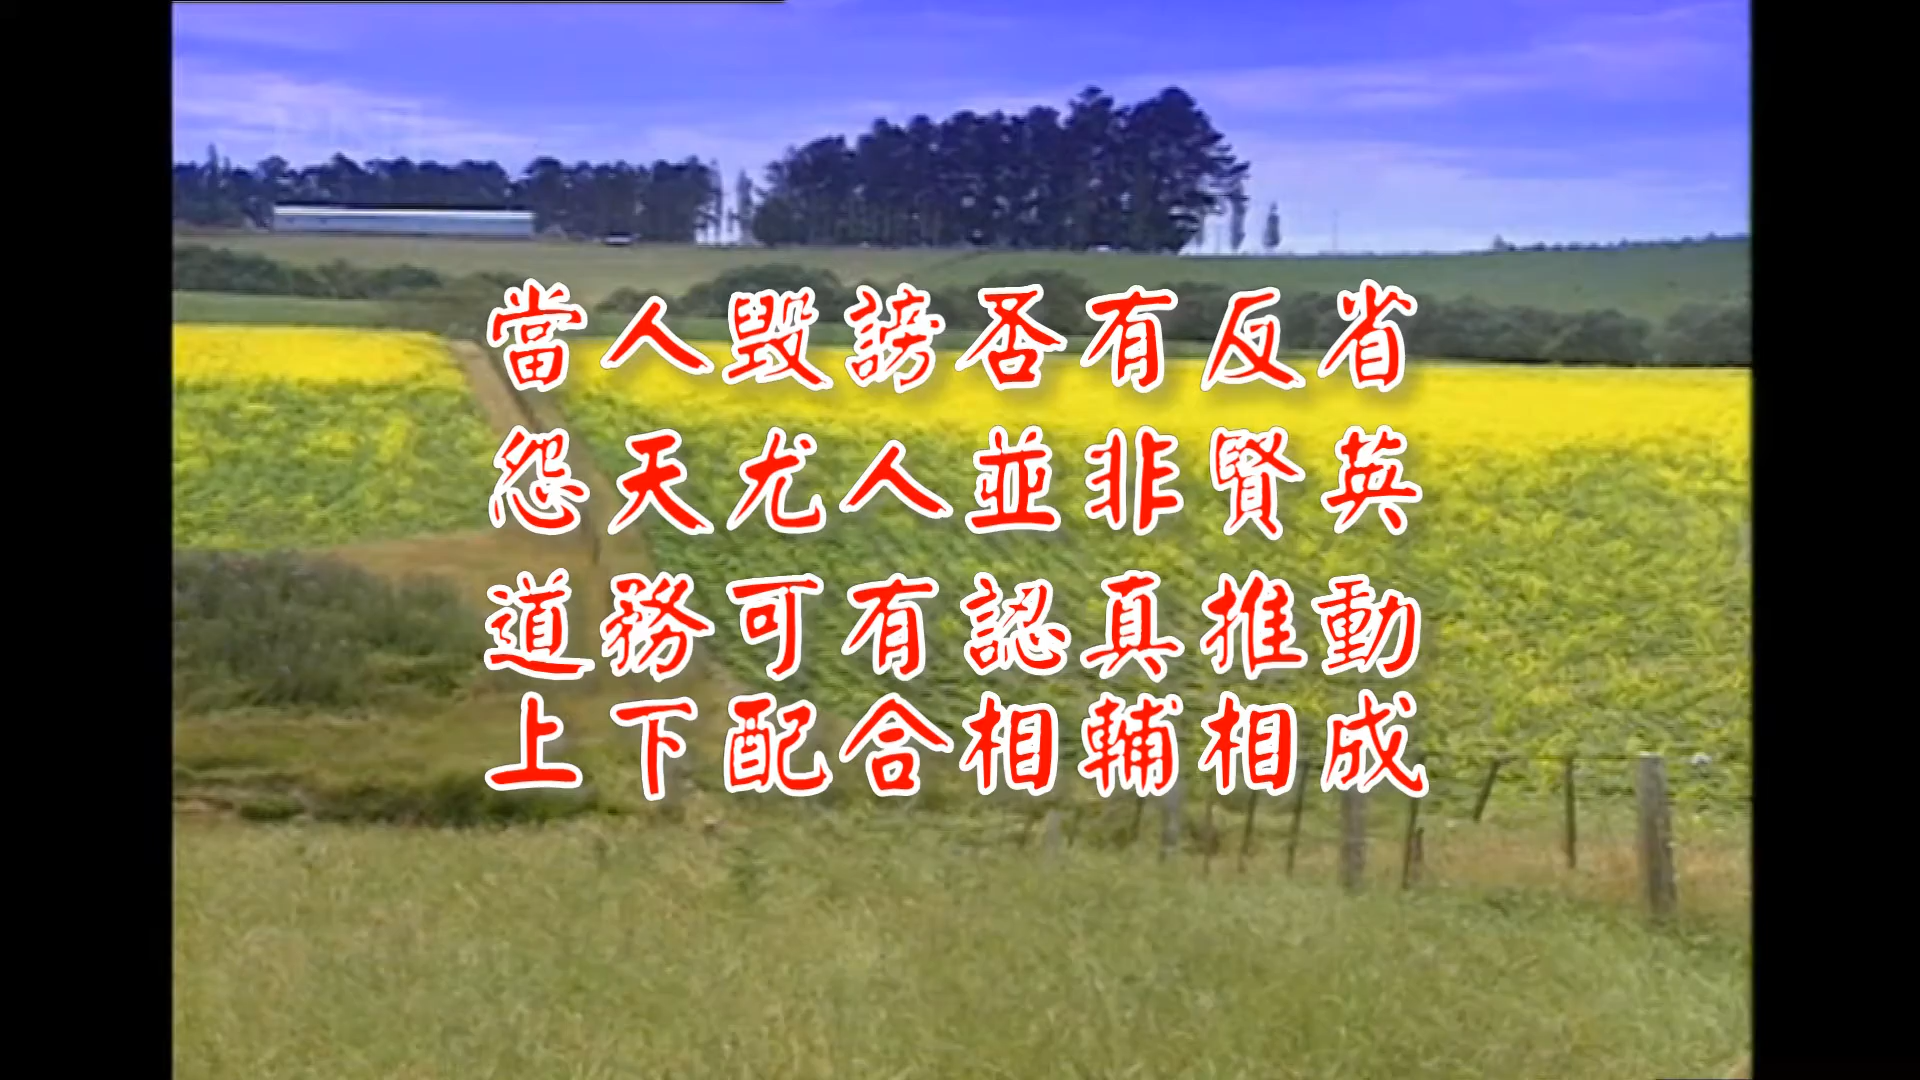 當人毀謗否有反省
怨天尤人並非賢英
道務可有認真推動
上下配合相輔相成